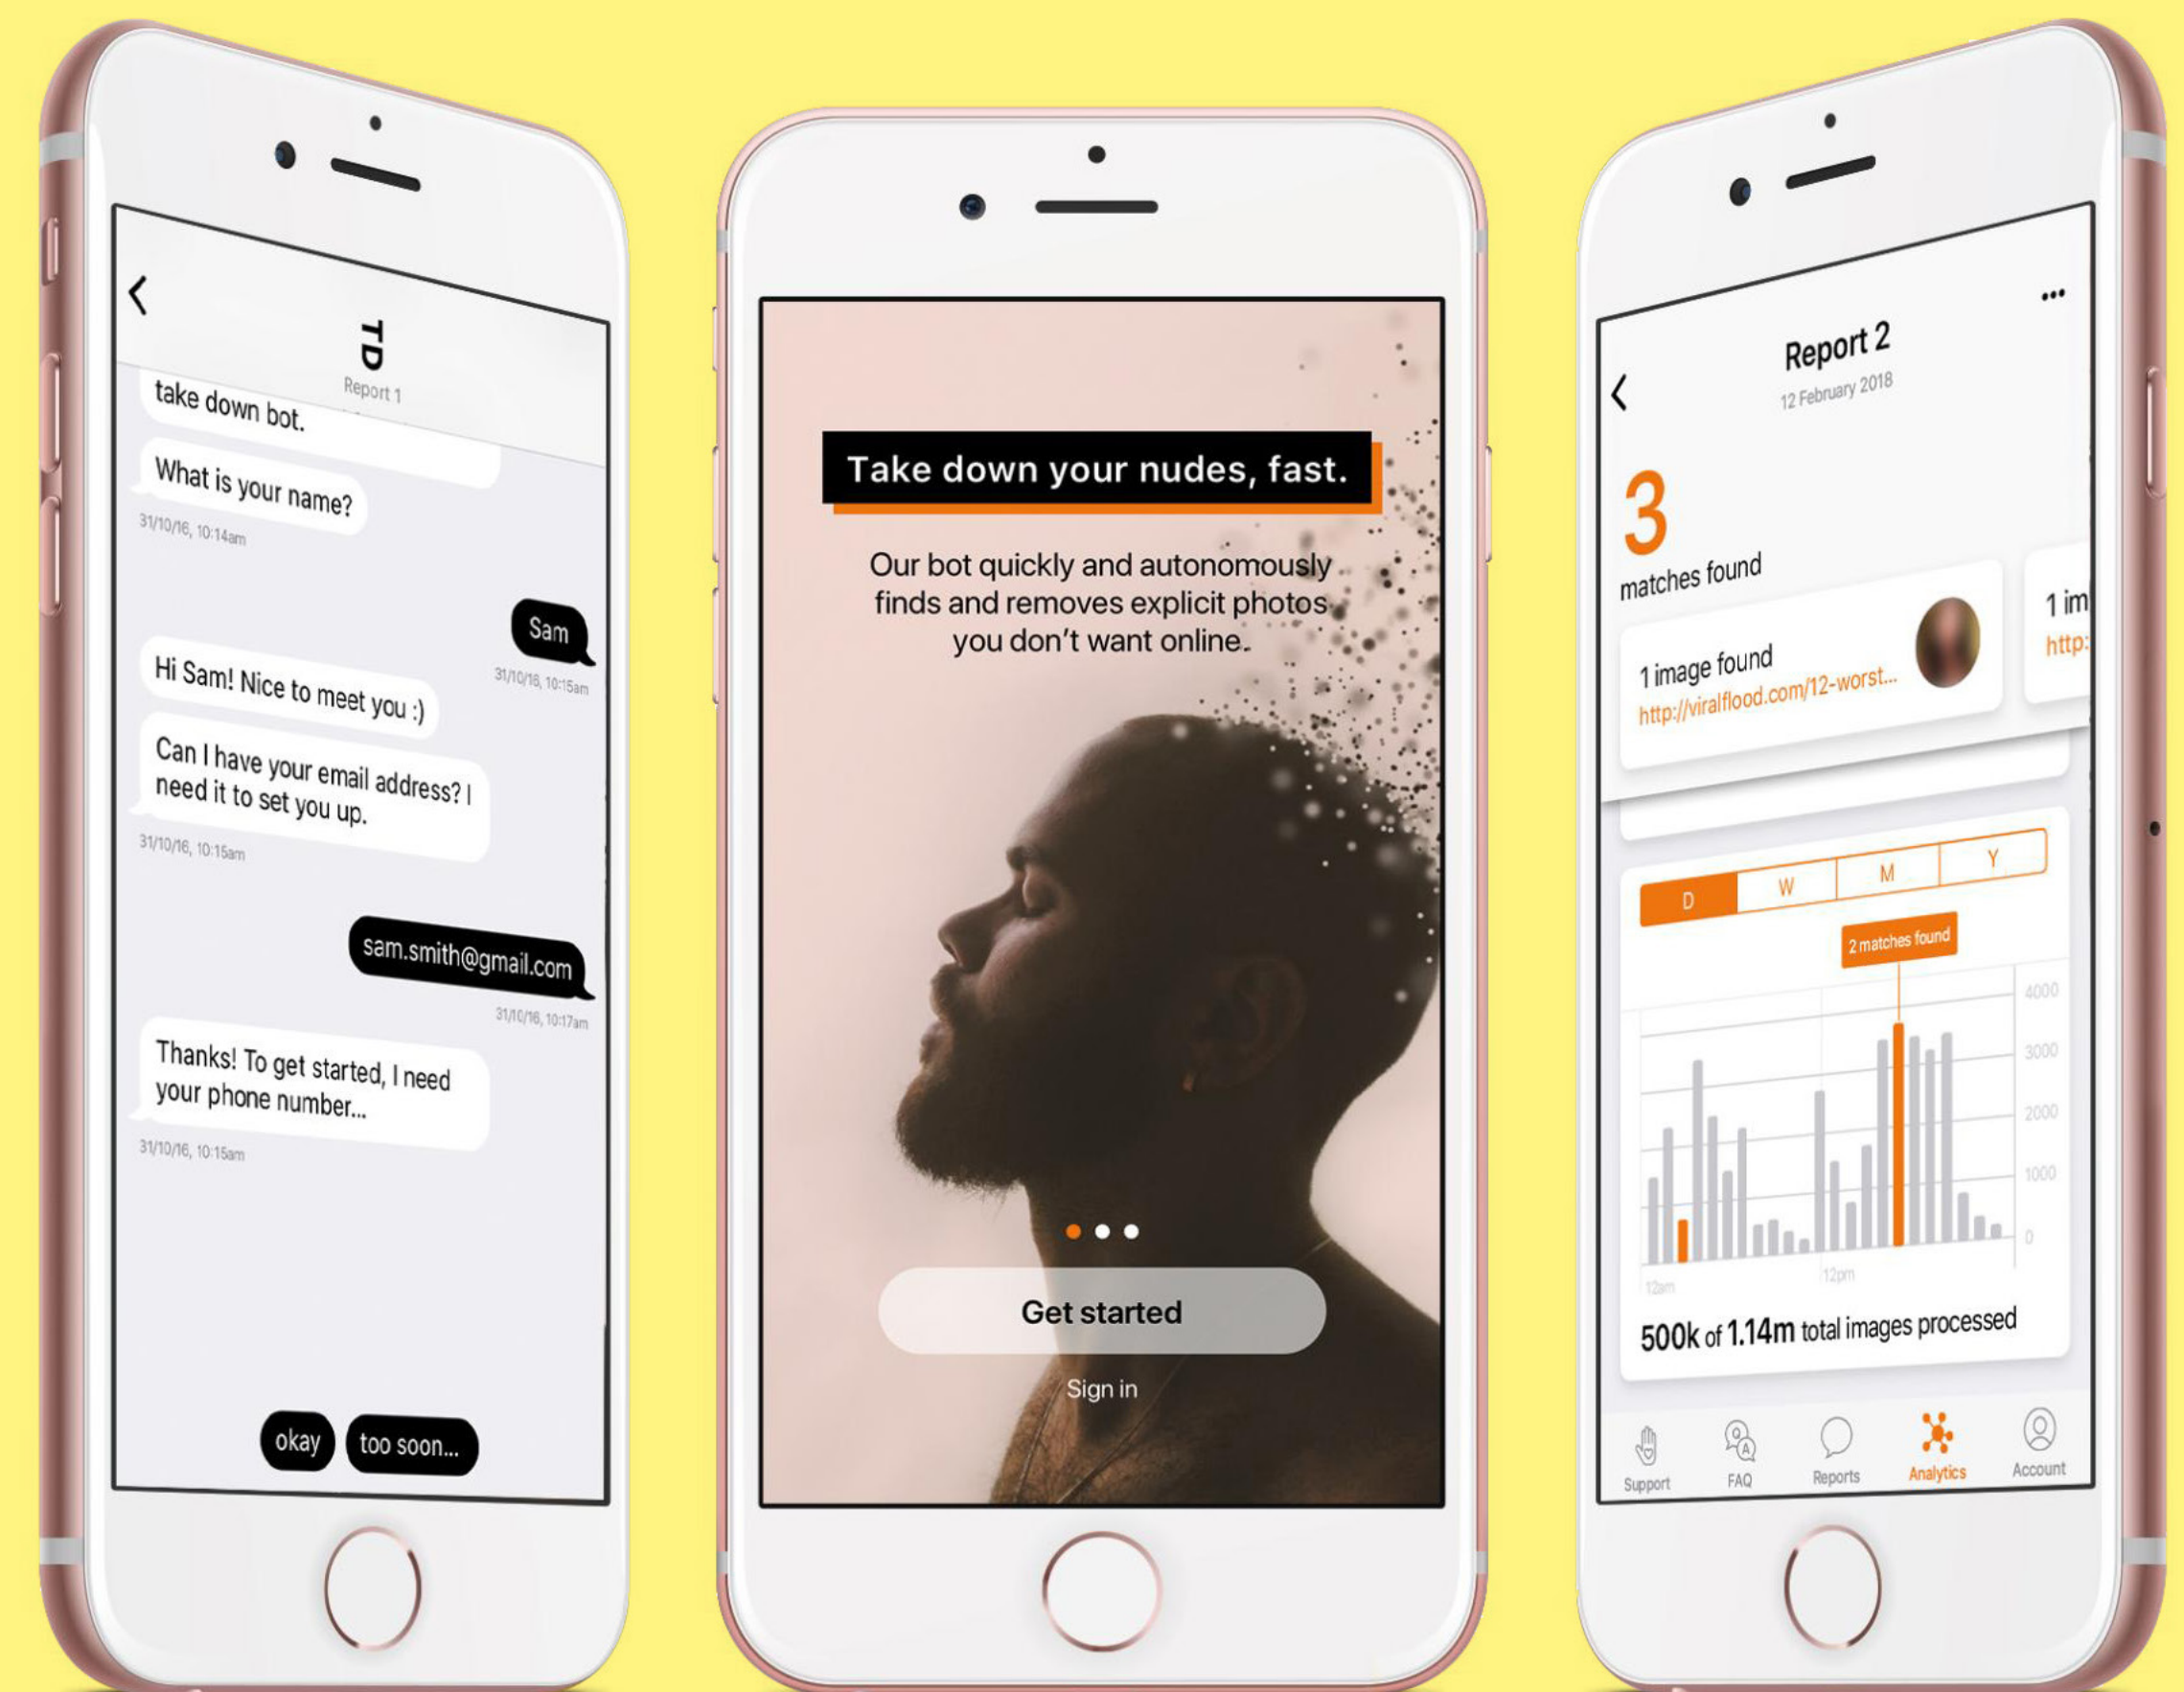 TD
Report 1
take down bot.
What is your name?
31/10/16, 10:14am
Sam
31/10/16, 10:15am
Hi Sam! Nice to meet you :)
Can I have your email address? I
need it to set you up.
31/10/16, 10:15am
sam.smith@gmail.com
31/10/16, 10:17am
Thanks! To get started, I need
your phone number...
31/10/16, 10:15am
okay
too soon...
Take down your nudes, fast.
Our bot quickly and autonomously
finds and removes explicit photos
you don't want online.
Get started
Sign in
Report 2
12 February 2018
3
matches found
1 image found
http://viralflood.com/12-worst...
1 im
http:
D W M Y
2 matches found
4000
3000
2000
1000
0
12am 12pm
500k of 1.14m total images processed
Support FAQ Reports Analytics Account
Q A